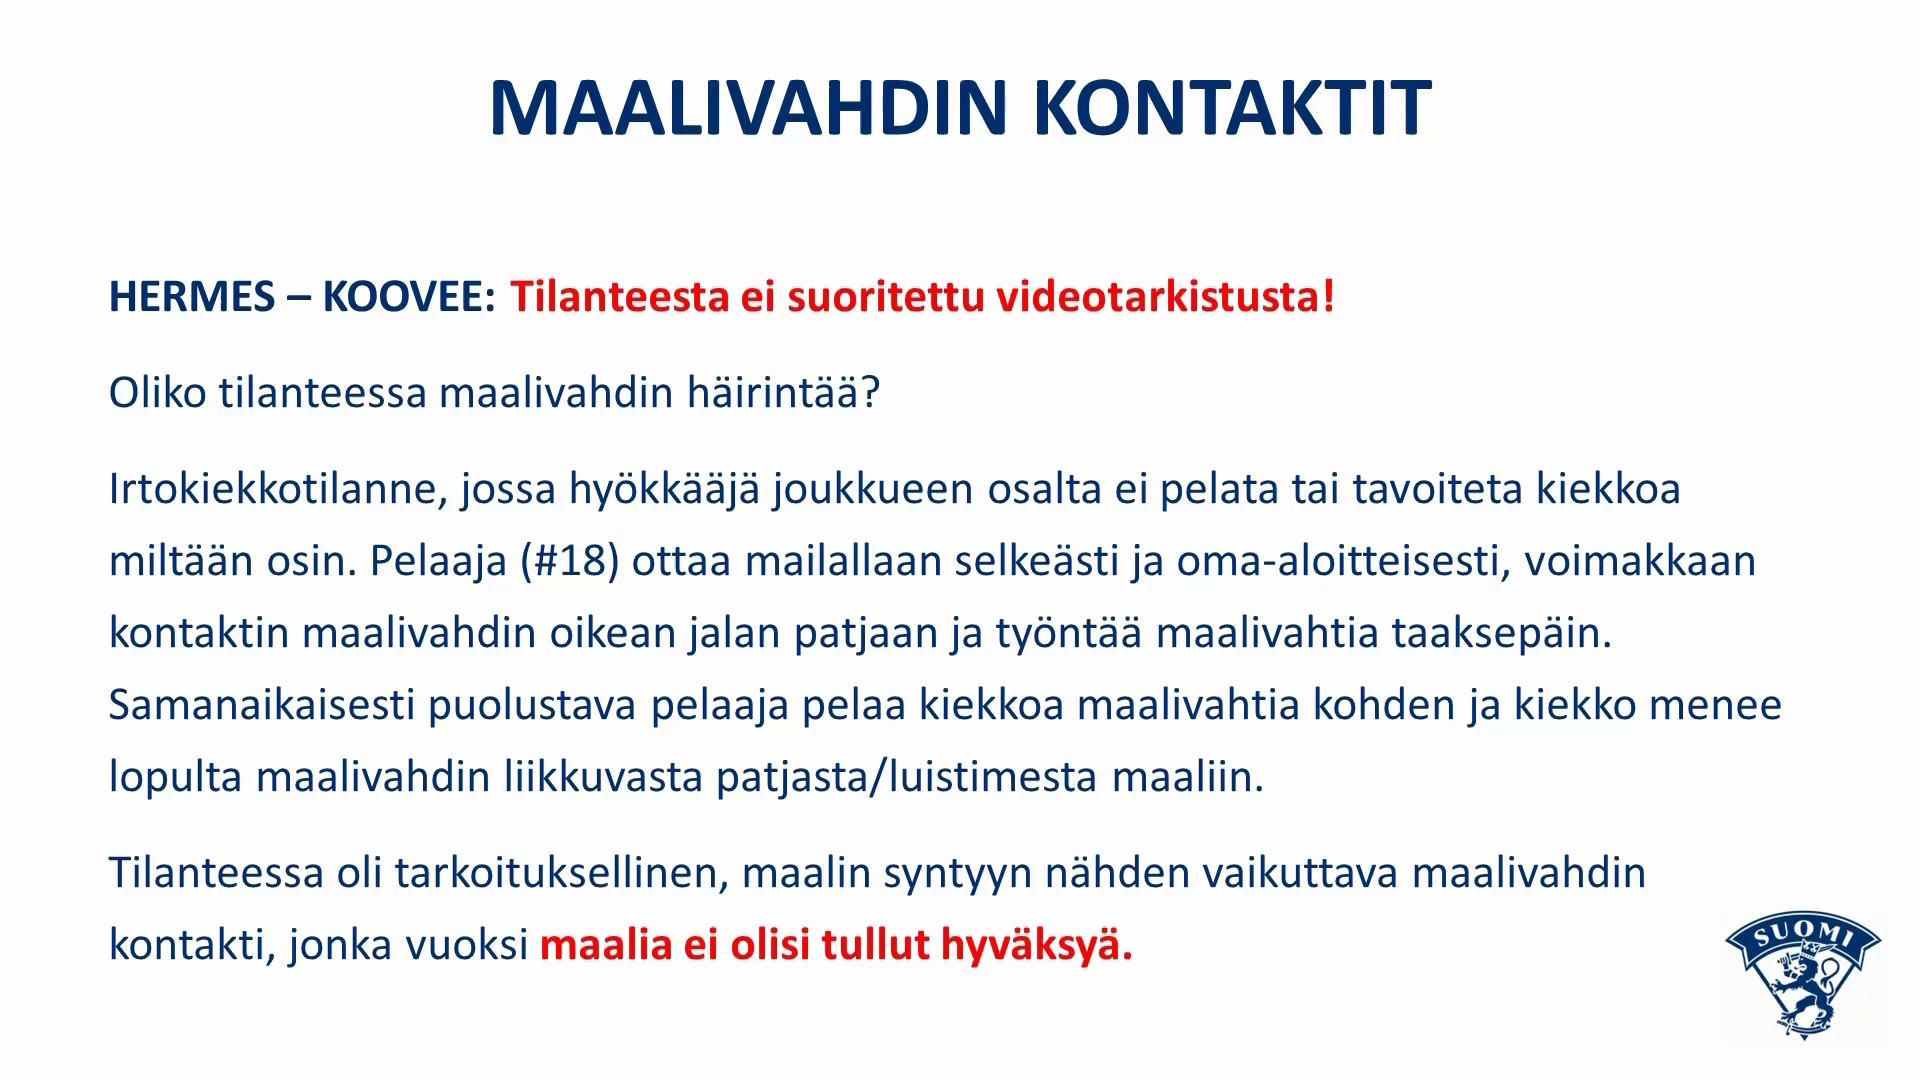 MAALIVAHDIN KONTAKTIT
HERMES – KOOVEE: Tilanteesta ei suoritettu videotarkistusta!
Oliko tilanteessa maalivahdin häirintää?
Irtokiekkotilanne, jossa hyökkääjä joukkueen osalta ei pelata tai tavoiteta kiekkoa
miltään osin. Pelaaja (#18) ottaa mailallaan selkeästi ja oma-aloitteisesti, voimakkaan
kontaktin maalivahdin oikean jalan patjaan ja työntää maalivahtia taaksepäin.
Samanaikaisesti puolustava pelaaja pelaa kiekkoa maalivahtia kohden ja kiekko menee
lopulta maalivahdin liikkuvasta patjasta/luistimesta maaliin.
Tilanteessa oli tarkoituksellinen, maalin syntyyn nähden vaikuttava maalivahdin
kontakti, jonka vuoksi maalia ei olisi tullut hyväksyä.
SUOMI